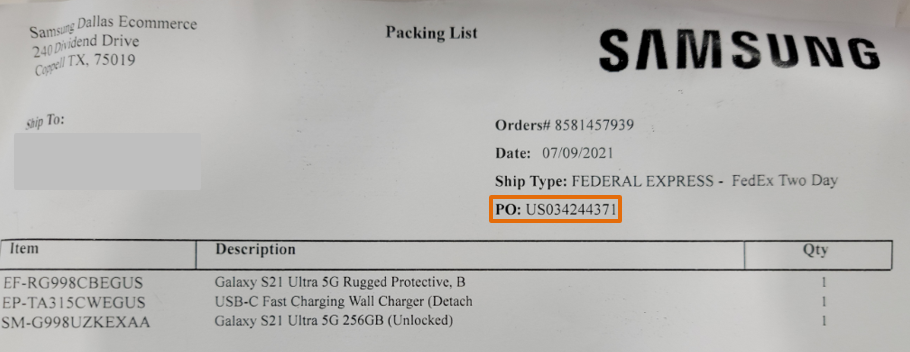 Samsung Dallas Ecommerce
240 Dividend Drive
Coppell TX, 75019
Packing List
SAMSUNG
Ship To:
Orders# 8581457939
Date: 07/09/2021
Ship Type: FEDERAL EXPRESS - FedEx Two Day
PO: US034244371
Item Description Qty
EF-RG998CBEGUS Galaxy S21 Ultra 5G Rugged Protective, B 1
EP-TA315CWEGUS USB-C Fast Charging Wall Charger (Detach 1
SM-G998UZKEXAA Galaxy S21 Ultra 5G 256GB (Unlocked) 1